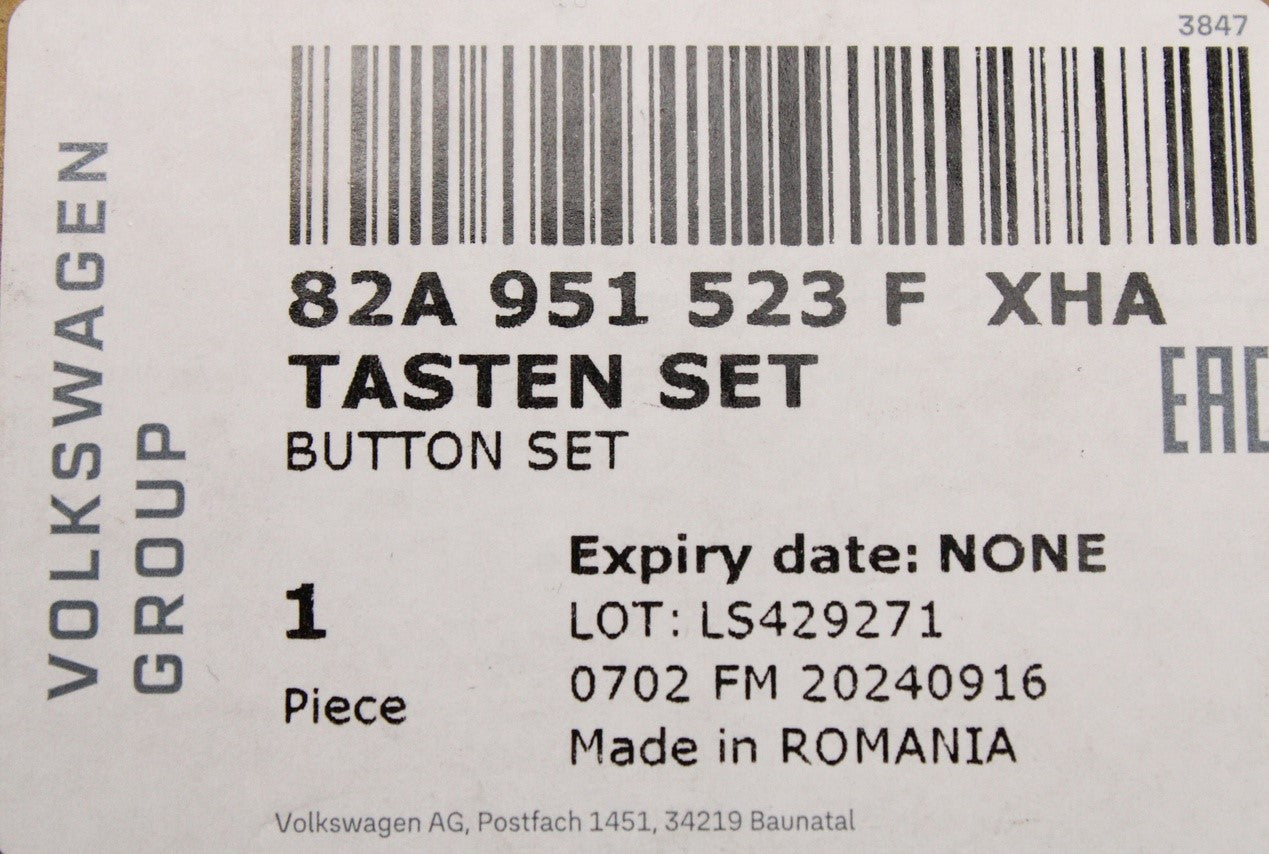 3847
82A 951 523 F XHA
TASTEN SET
BUTTON SET
EAC
VOLKSWAGEN
GROUP
1
Piece
Expiry date: NONE
LOT: LS429271
0702 FM 20240916
Made in ROMANIA
Volkswagen AG, Postfach 1451, 34219 Baunatal